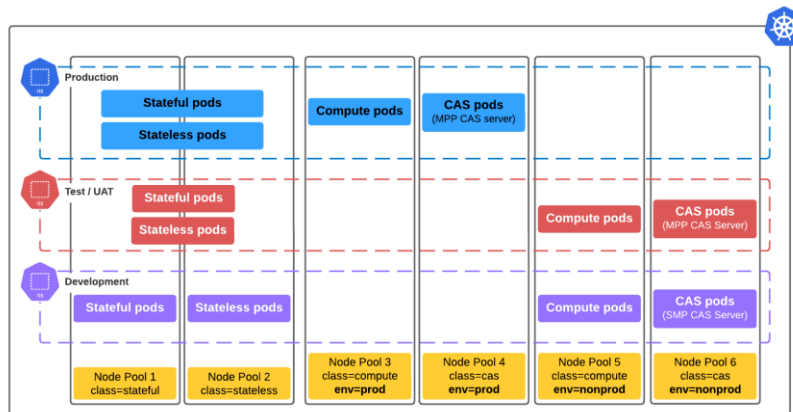 Production
ns
Stateful pods
Stateless pods
Compute pods
CAS pods
(MPP CAS server)
Test / UAT
ns
Stateful pods
Stateless pods
Compute pods
CAS pods
(MPP CAS Server)
Development
ns
Stateful pods
Stateless pods
Compute pods
CAS pods
(SMP CAS Server)
Node Pool 1
class=stateful
Node Pool 2
class=stateless
Node Pool 3
class=compute
env=prod
Node Pool 4
class=cas
env=prod
Node Pool 5
class=compute
env=nonprod
Node Pool 6
class=cas
env=nonprod